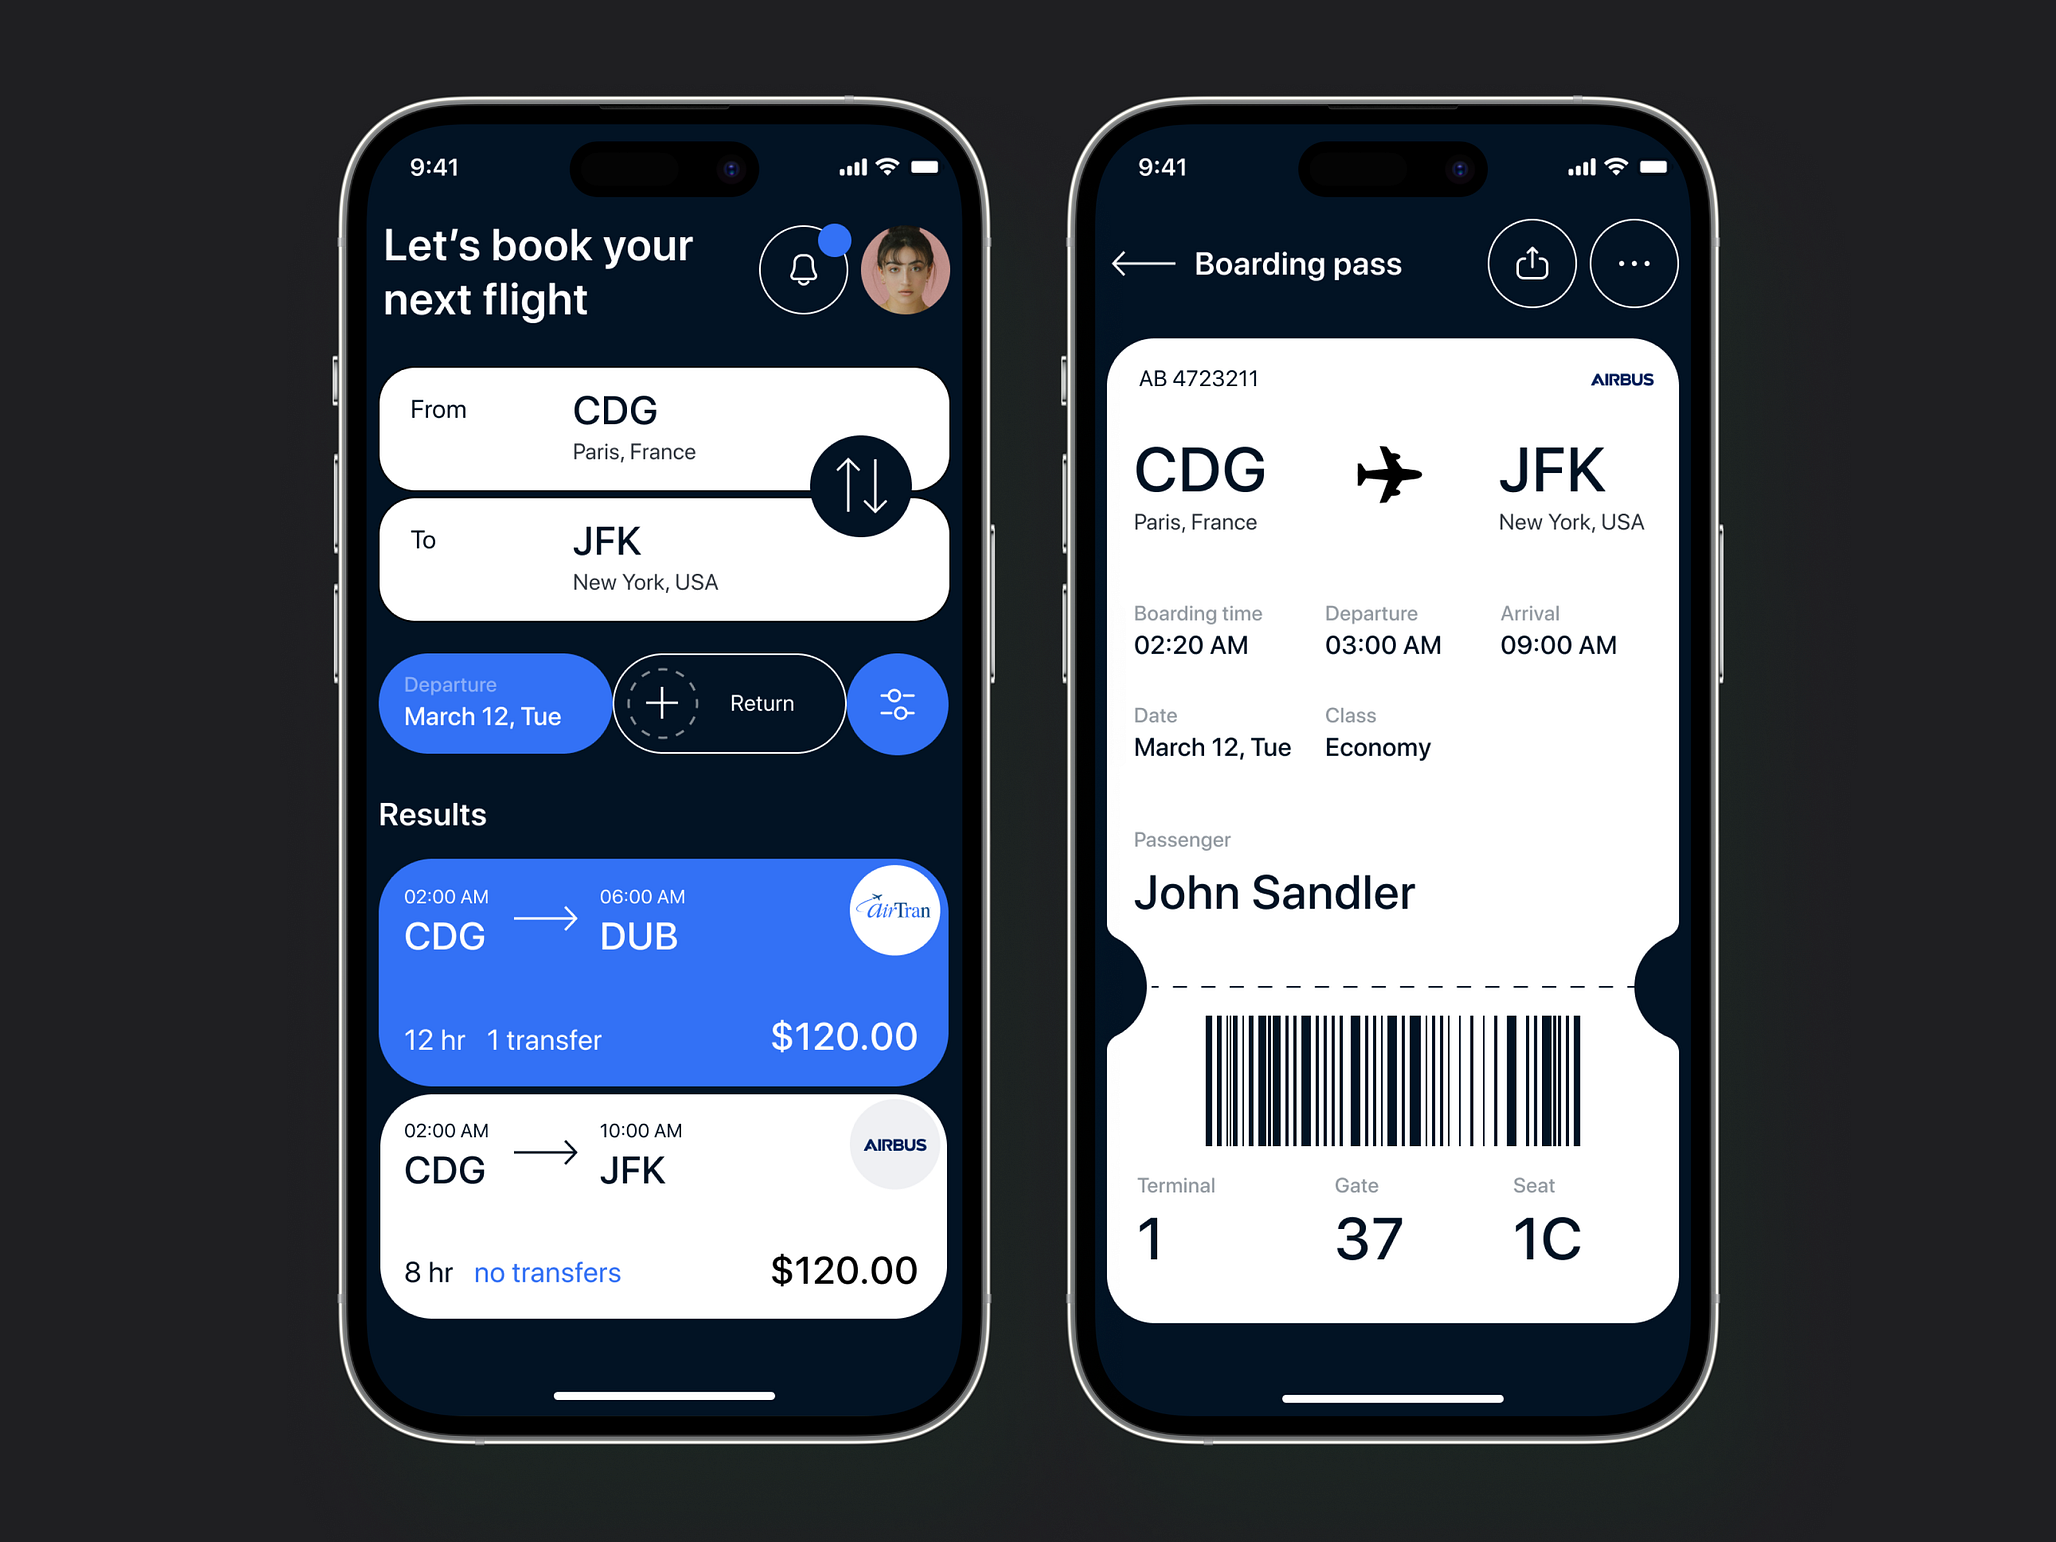 9:41
Let’s book your
next flight
From
CDG
Paris, France
To
JFK
New York, USA
Departure
March 12, Tue
Return
Results
02:00 AM
06:00 AM
CDG
DUB
airTran
12 hr 1 transfer
$120.00
02:00 AM
10:00 AM
CDG
JFK
AIRBUS
8 hr no transfers
$120.00
9:41
Boarding pass
AB 4723211
AIRBUS
CDG
JFK
Paris, France
New York, USA
Boarding time
Departure
Arrival
02:20 AM
03:00 AM
09:00 AM
Date
Class
March 12, Tue
Economy
Passenger
John Sandler
Terminal
Gate
Seat
1
37
1C